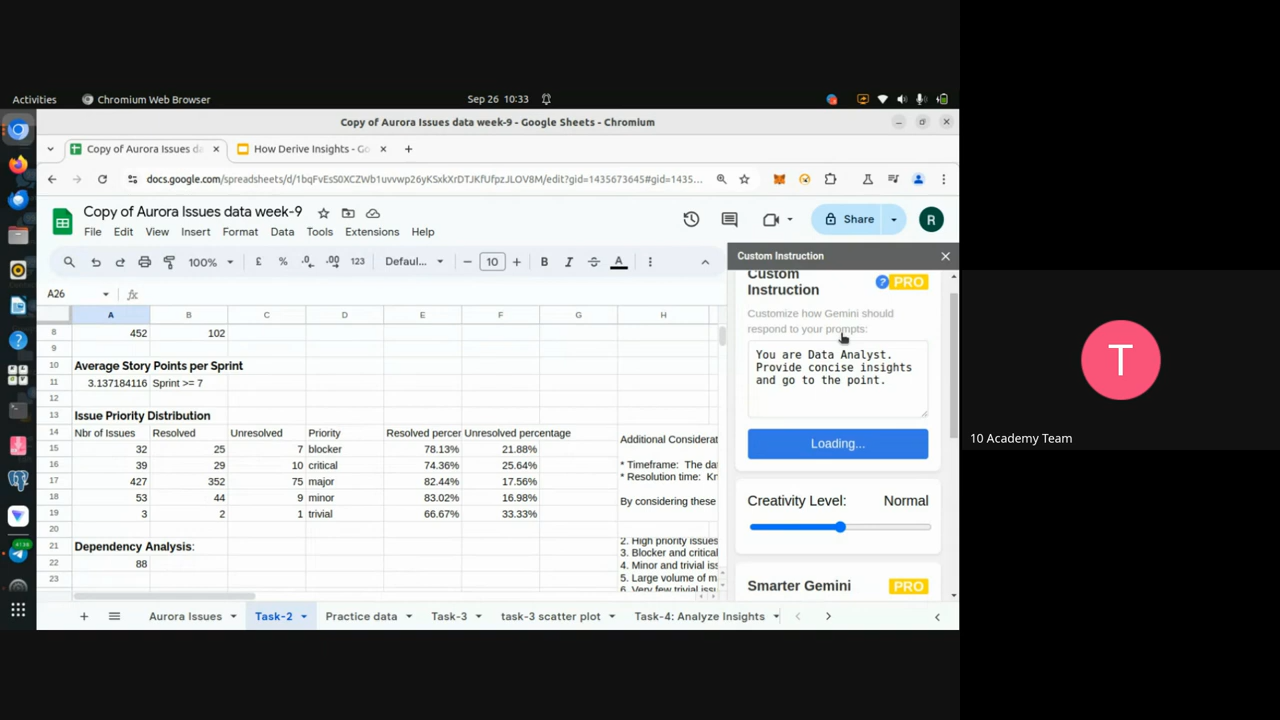 Activities
Chromium Web Browser
Sep 26 10:33
Copy of Aurora Issues data week-9 - Google Sheets - Chromium
Copy of Aurora Issues d
How Derive Insights - Go
docs.google.com/spreadsheets/d/1bqFvEsS0XCZWb1uvvwp26yKSxkXrDTJKfUfpzJLOV8M/edit?gid=1435673645#gid=1435...
Copy of Aurora Issues data week-9
File Edit View Insert Format Data Tools Extensions Help
Share
R
100%
£ % .0 .00 123
Defaul...
10
B I A
A26
fx
A B C D E F G H
8 452 102
9
10 Average Story Points per Sprint
11 3.137184116 Sprint >= 7
12
13 Issue Priority Distribution
14 Nbr of Issues Resolved Unresolved Priority Resolved percer Unresolved percentage
15 32 25 7 blocker 78.13% 21.88%
16 39 29 10 critical 74.36% 25.64%
17 427 352 75 major 82.44% 17.56%
18 53 44 9 minor 83.02% 16.98%
19 3 2 1 trivial 66.67% 33.33%
20
21 Dependency Analysis:
22 88
23
Additional Considerat
* Timeframe: The dat
* Resolution time: Kn
By considering these
2. High priority issues
3. Blocker and critical
4. Minor and trivial iss
5. Large volume of m
6. Very few trivial issu
Custom Instruction
Custom
Instruction
? PRO
Customize how Gemini should
respond to your prompts:
You are Data Analyst.
Provide concise insights
and go to the point.
Loading...
Creativity Level: Normal
Smarter Gemini PRO
Aurora Issues
Task-2
Practice data
Task-3
task-3 scatter plot
Task-4: Analyze Insights
T
10 Academy Team